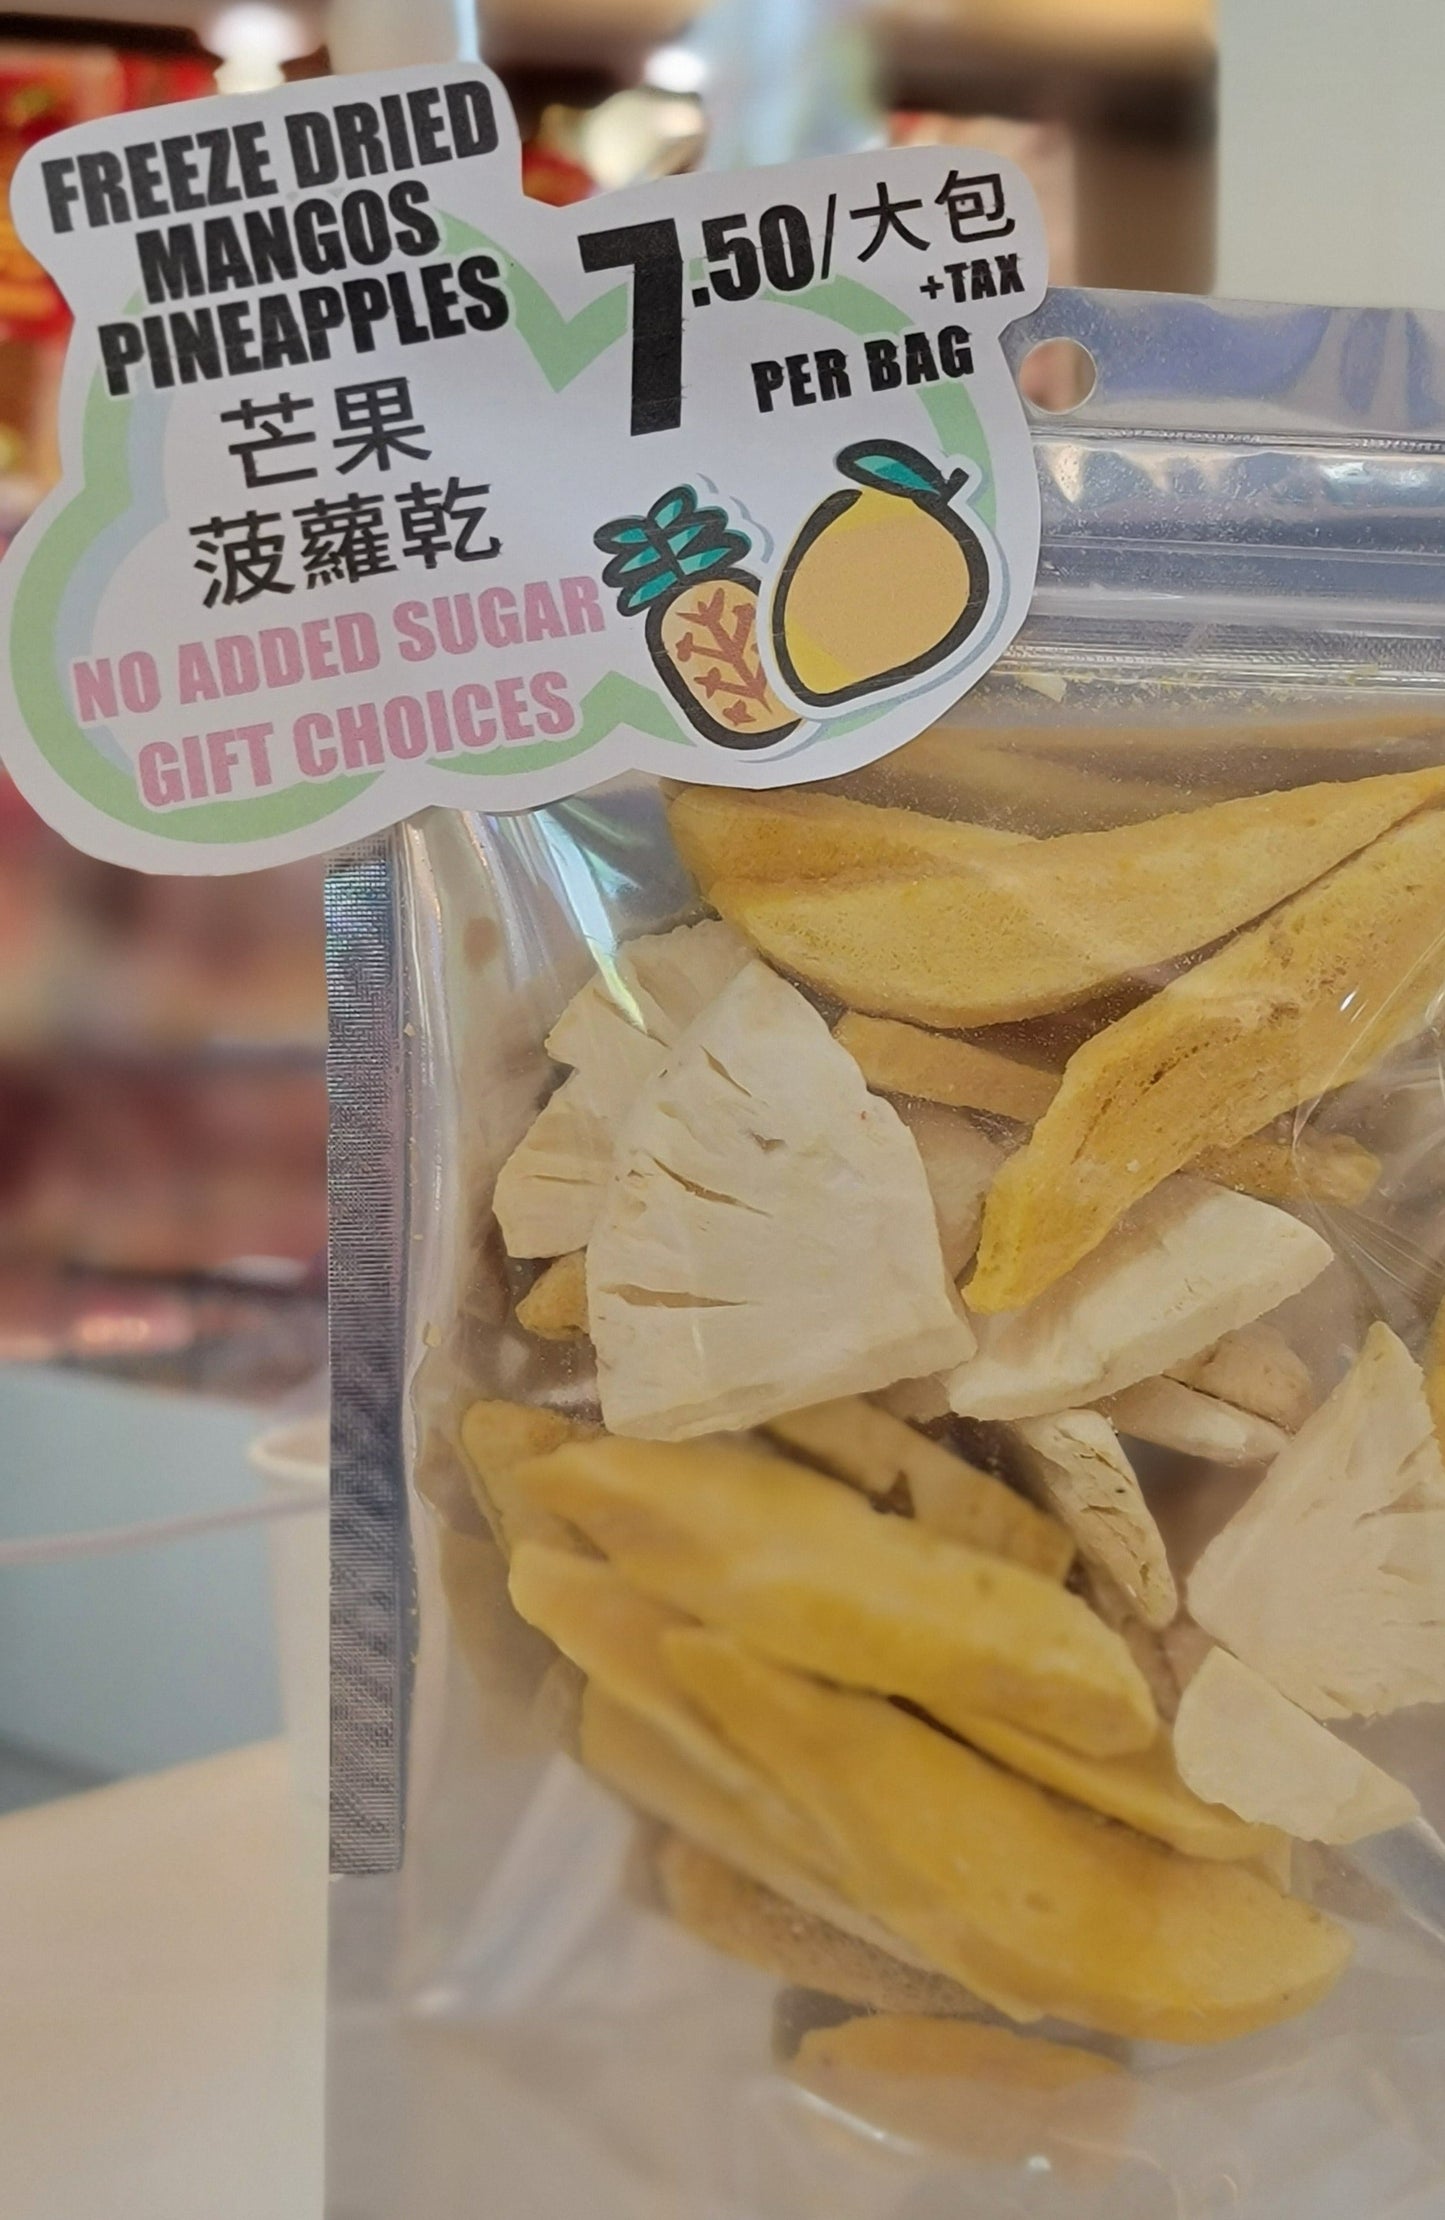 FREEZE DRIED
MANGOS
PINEAPPLES
芒果
菠蘿乾
NO ADDED SUGAR
GIFT CHOICES
7.50/大包
+TAX
PER BAG